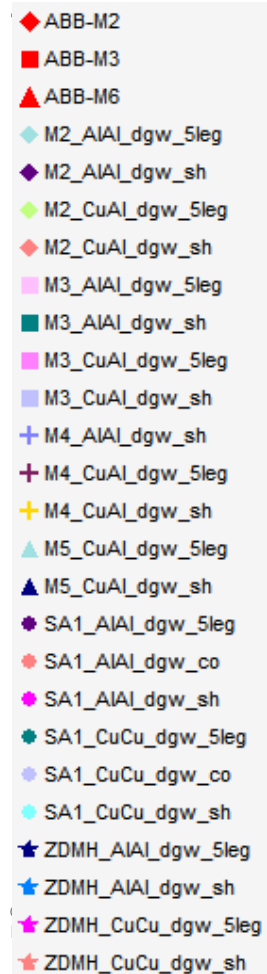 ABB-M2
ABB-M3
ABB-M6
M2_AlAl_dgw_5leg
M2_AlAl_dgw_sh
M2_CuAl_dgw_5leg
M2_CuAl_dgw_sh
M3_AlAl_dgw_5leg
M3_AlAl_dgw_sh
M3_CuAl_dgw_5leg
M3_CuAl_dgw_sh
M4_AlAl_dgw_sh
M4_CuAl_dgw_5leg
M4_CuAl_dgw_sh
M5_CuAl_dgw_5leg
M5_CuAl_dgw_sh
SA1_AlAl_dgw_5leg
SA1_AlAl_dgw_co
SA1_AlAl_dgw_sh
SA1_CuCu_dgw_5leg
SA1_CuCu_dgw_co
SA1_CuCu_dgw_sh
ZDMH_AlAl_dgw_5leg
ZDMH_AlAl_dgw_sh
ZDMH_CuCu_dgw_5leg
ZDMH_CuCu_dgw_sh